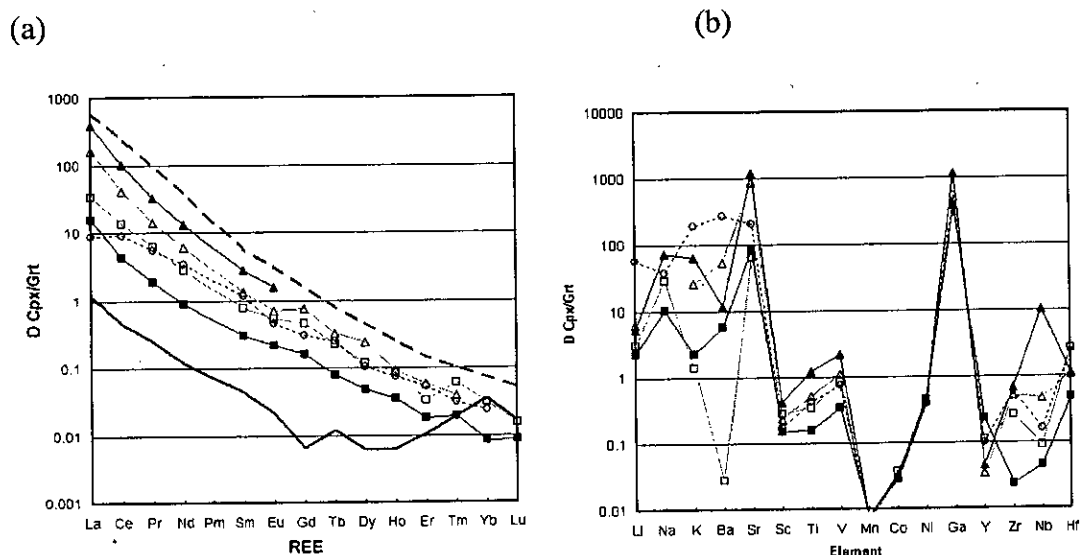 (a)
(b)
D Cpx/Grt
1000
100
10
1
0.1
0.01
0.001
La Ce Pr Nd Pm Sm Eu Gd Tb Dy Ho Er Tm Yb Lu
REE
D Cpx/Grt
10000
1000
100
10
1
0.1
0.01
LI Na K Ba Sr Sc Ti V Mn Co NI Ga Y Zr Nb Hf
Element